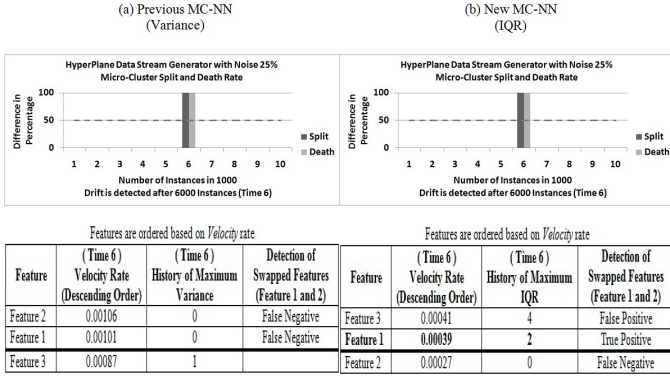 (a) Previous MC-NN
(Variance)
HyperPlane Data Stream Generator with Noise 25%
Micro-Cluster Split and Death Rate
Difference in
Percentage
100
50
0
1 2 3 4 5 6 7 8 9 10
Split
Death
Number of Instances in 1000
Drift is detected after 6000 Instances (Time 6)
Features are ordered based on Velocity rate
Feature
( Time 6 )
Velocity Rate
(Descending Order)
( Time 6 )
History of Maximum
Variance
Detection of
Swapped Features
(Feature 1 and 2)
Feature 2 0.00106 0 False Negative
Feature 1 0.00101 0 False Negative
Feature 3 0.00087 1
(b) New MC-NN
(IQR)
HyperPlane Data Stream Generator with Noise 25%
Micro-Cluster Split and Death Rate
Difference in
Percentage
100
50
0
1 2 3 4 5 6 7 8 9 10
Split
Death
Number of Instances in 1000
Drift is detected after 6000 Instances (Time 6)
Features are ordered based on Velocity rate
Feature
( Time 6 )
Velocity Rate
(Descending Order)
( Time 6 )
History of Maximum
IQR
Detection of
Swapped Features
(Feature 1 and 2)
Feature 3 0.00041 4 False Positive
Feature 1 0.00039 2 True Positive
Feature 2 0.00027 0 False Negative